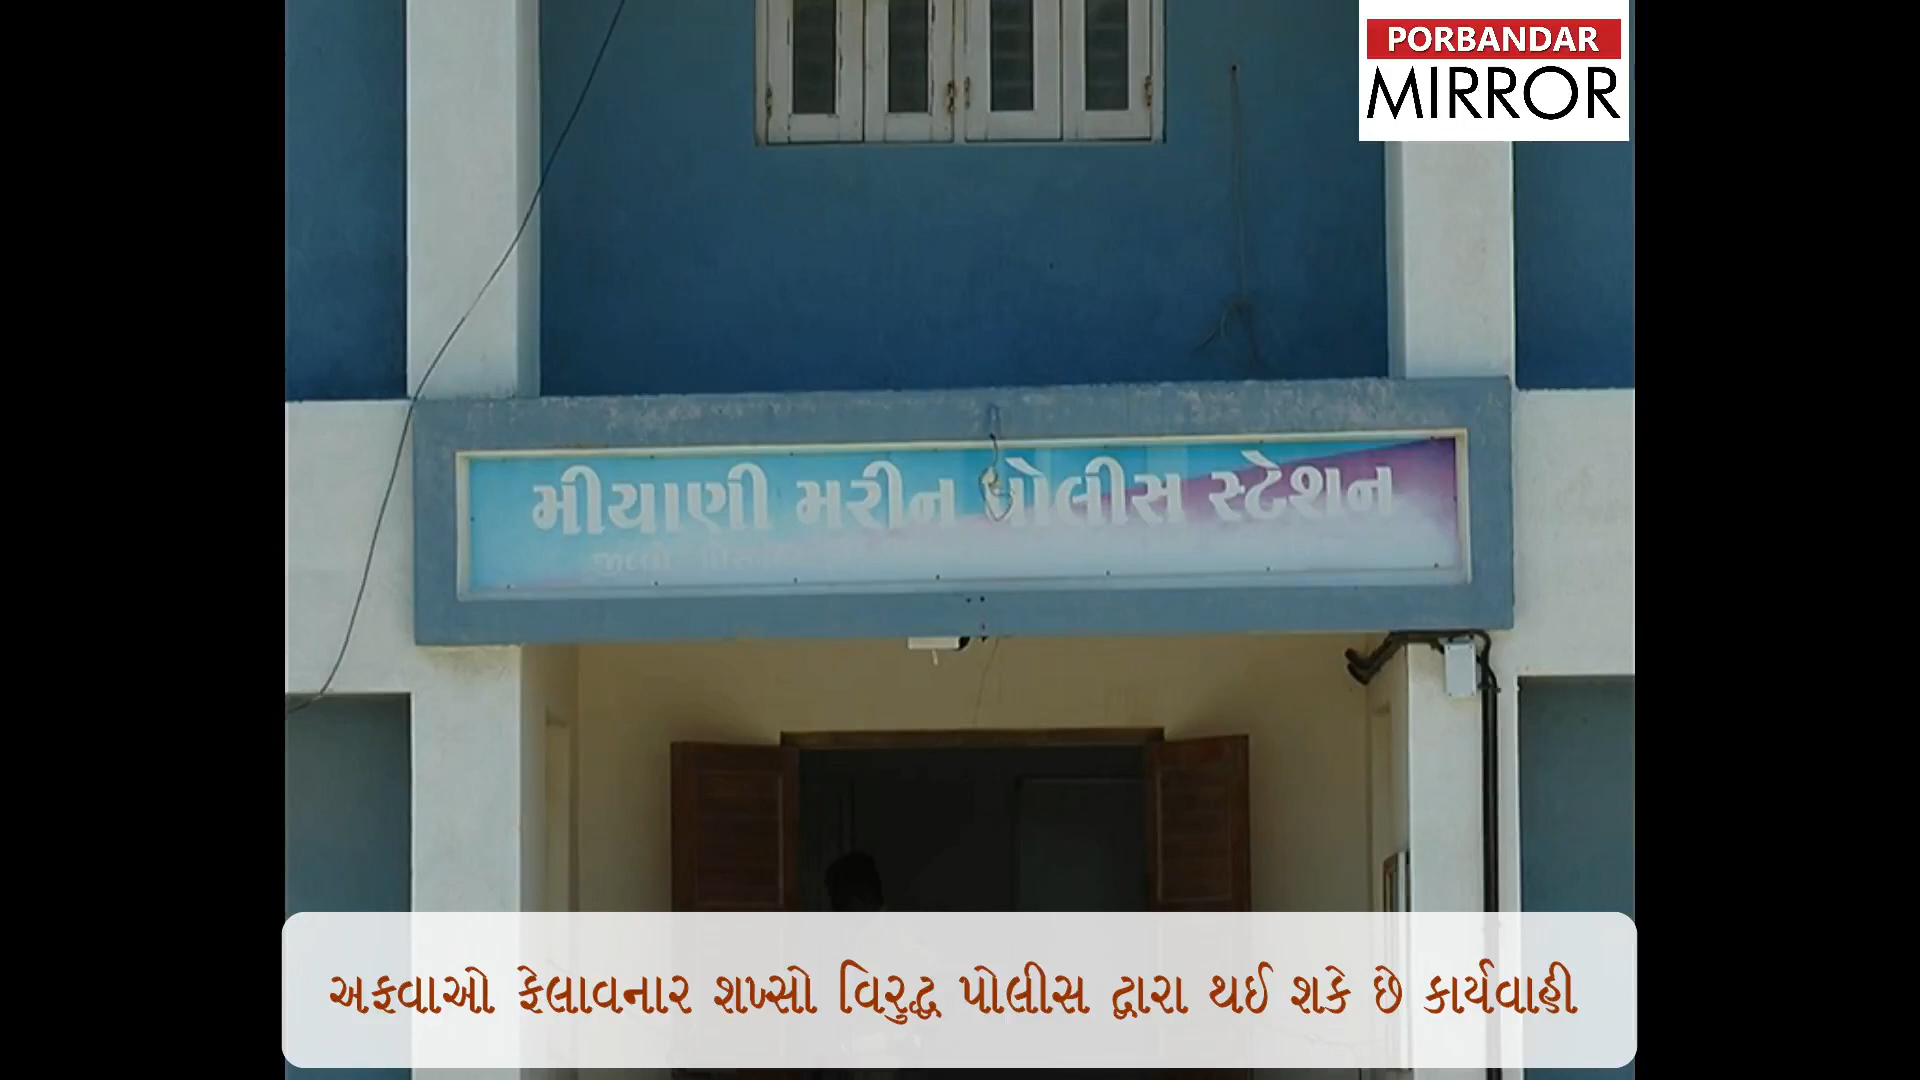 PORBANDAR
MIRROR
મીયાણી મરીન પોલીસ સ્ટેશન
અફવાઓ ફેલાવનાર શખ્સો વિરુદ્ધ પોલીસ દ્વારા થઈ શકે છે કાર્યવાહી